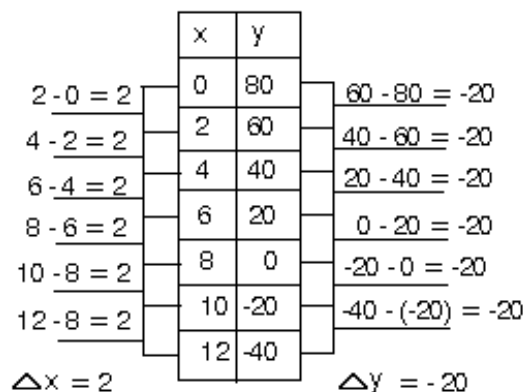 x y
0 80
2 - 0 = 2 60 - 80 = -20
2 60
4 - 2 = 2 40 - 60 = -20
4 40
6 - 4 = 2 20 - 40 = -20
6 20
8 - 6 = 2 0 - 20 = -20
8 0
10 - 8 = 2 -20 - 0 = -20
10 -20
12 - 8 = 2 -40 - (-20) = -20
12 -40
△x = 2 △y = -20